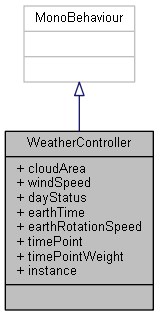 MonoBehaviour
WeatherController
+ cloudArea
+ windSpeed
+ dayStatus
+ earthTime
+ earthRotationSpeed
+ timePoint
+ timePointWeight
+ instance